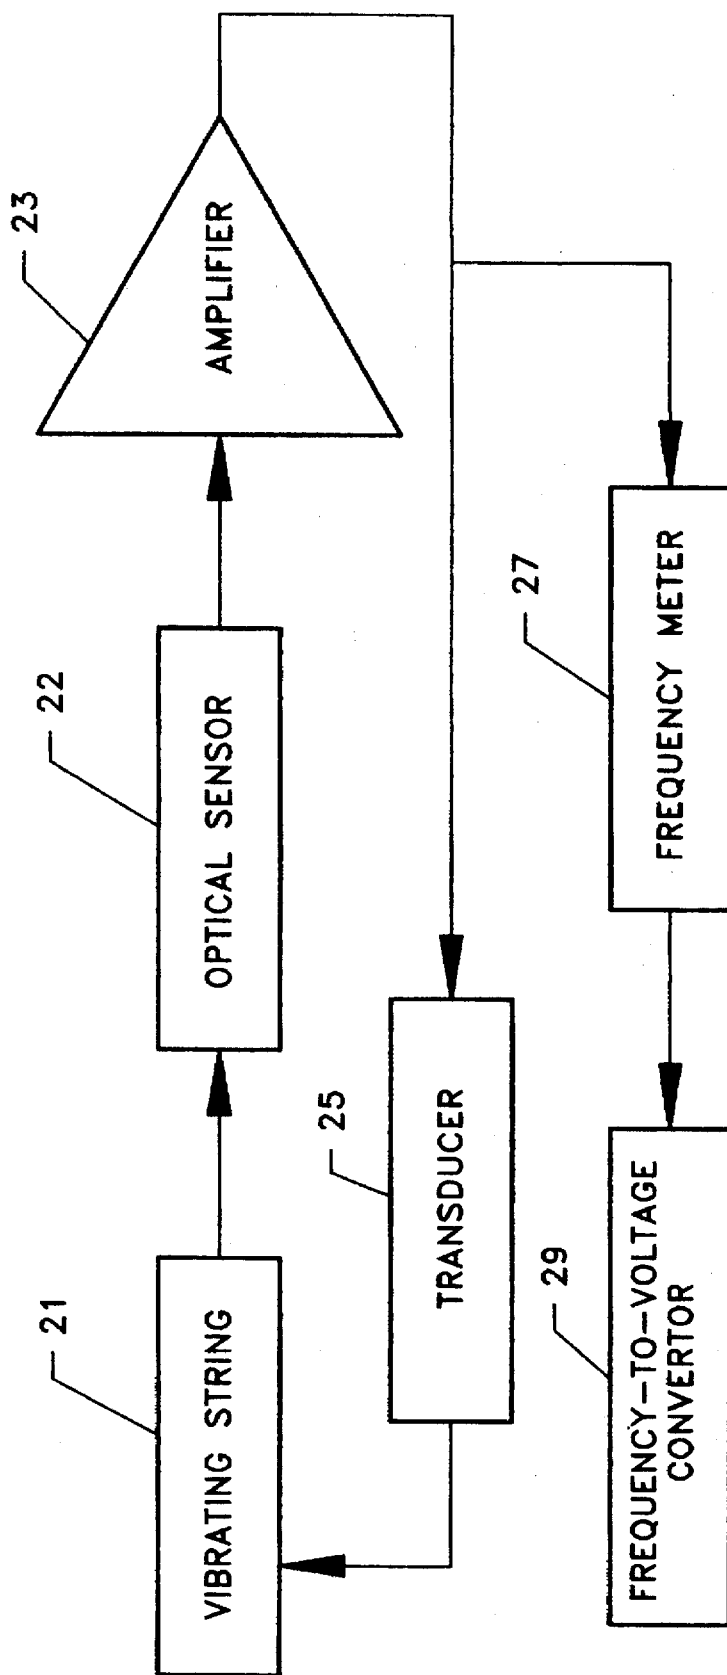 21
VIBRATING STRING
22
OPTICAL SENSOR
23
AMPLIFIER
25
TRANSDUCER
27
FREQUENCY METER
29
FREQUENCY-TO-VOLTAGE
CONVERTOR